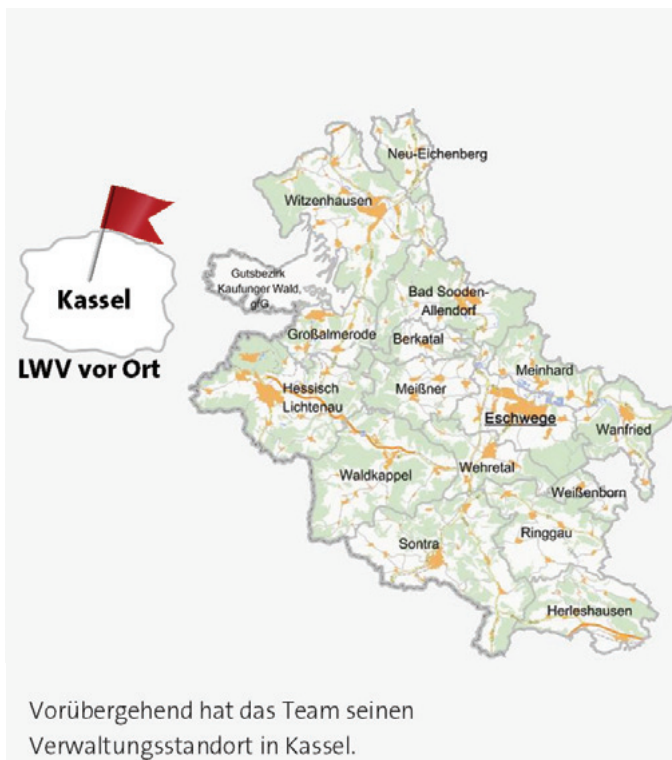 Neu-Eichenberg
Witzenhausen
Gutsbezirk
Kaufunger Wald,
gfG
Kassel
Bad Sooden-
Allendorf
Großalmerode
Berkatal
LWV vor Ort
Meinhard
Hessisch
Lichtenau
Meißner
Eschwege
Wanfried
Waldkappel
Wehretal
Weißenborn
Ringgau
Sontra
Herleshausen
Vorübergehend hat das Team seinen
Verwaltungsstandort in Kassel.